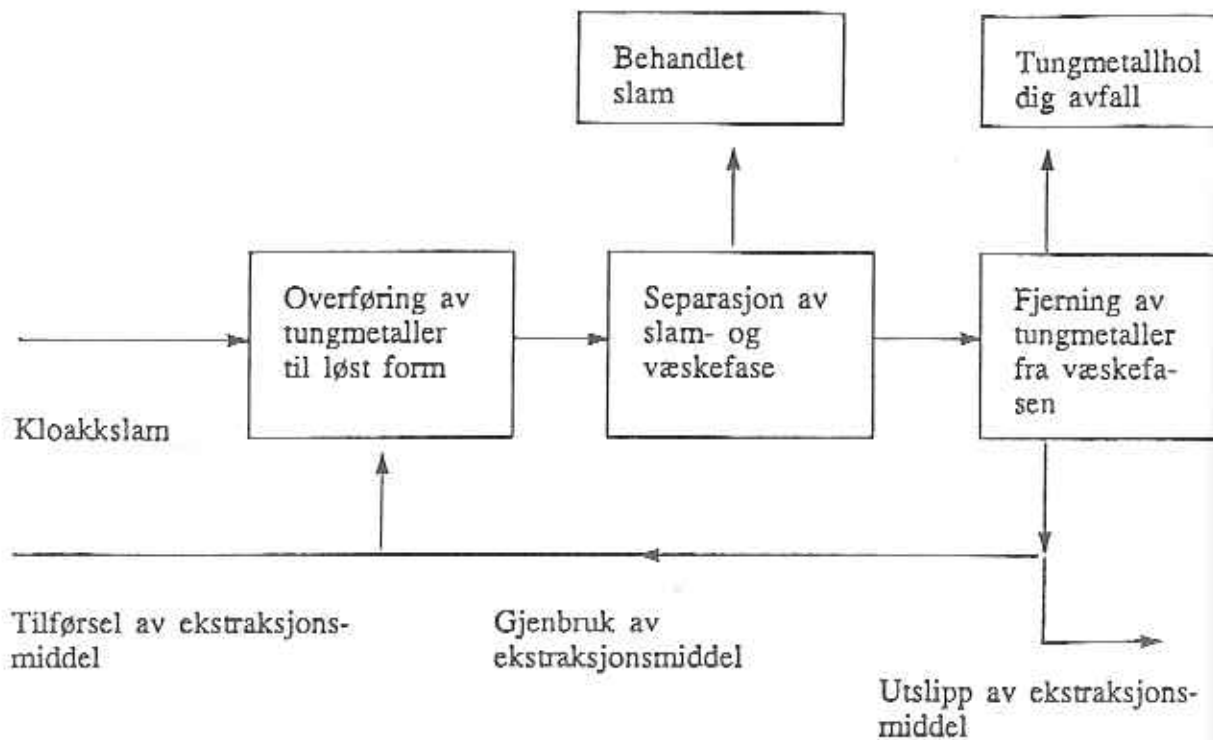 Behandlet
slam
Tungmetallhol
dig avfall
Overføring av
tungmetaller
til løst form
Separasjon av
slam- og
væskefase
Fjerning av
tungmetaller
fra væskefa-
sen
Kloakkslam
Tilførsel av ekstraksjons-
middel
Gjenbruk av
ekstraksjonsmiddel
Utslipp av ekstraksjons-
middel